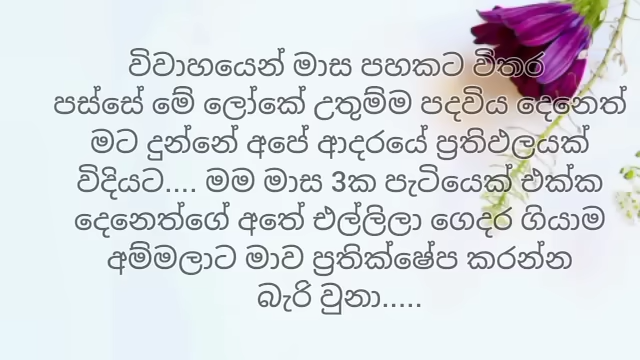 විවාහයෙන් මාස පහකට විතර
පස්සේ මේ ලෝකේ උතුම්ම පදවිය දෙනෙත්
මට දුන්නේ අපේ ආදරයේ ප්‍රතිඵලයක්
විදියට.... මම මාස 3ක පැටියෙක් එක්ක
දෙනෙත්ගේ අතේ එල්ලිලා ගෙදර ගියාම
අම්මලාට මාව ප්‍රතික්ෂේප කරන්න
බැරි වුනා.....